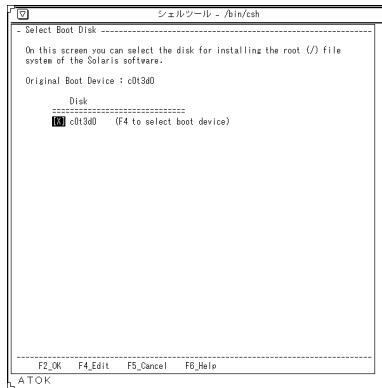 シェルツール - /bin/csh
- Select Boot Disk ----------------------------------------------------------------
On this screen you can select the disk for installing the root (/) file
system of the Solaris software.
Original Boot Device : c0t3d0
Disk
==============================
[X] c0t3d0 (F4 to select boot device)
--------------------------------------------------------------------------------
F2_OK F4_Edit F5_Cancel F6_Help
ATOK